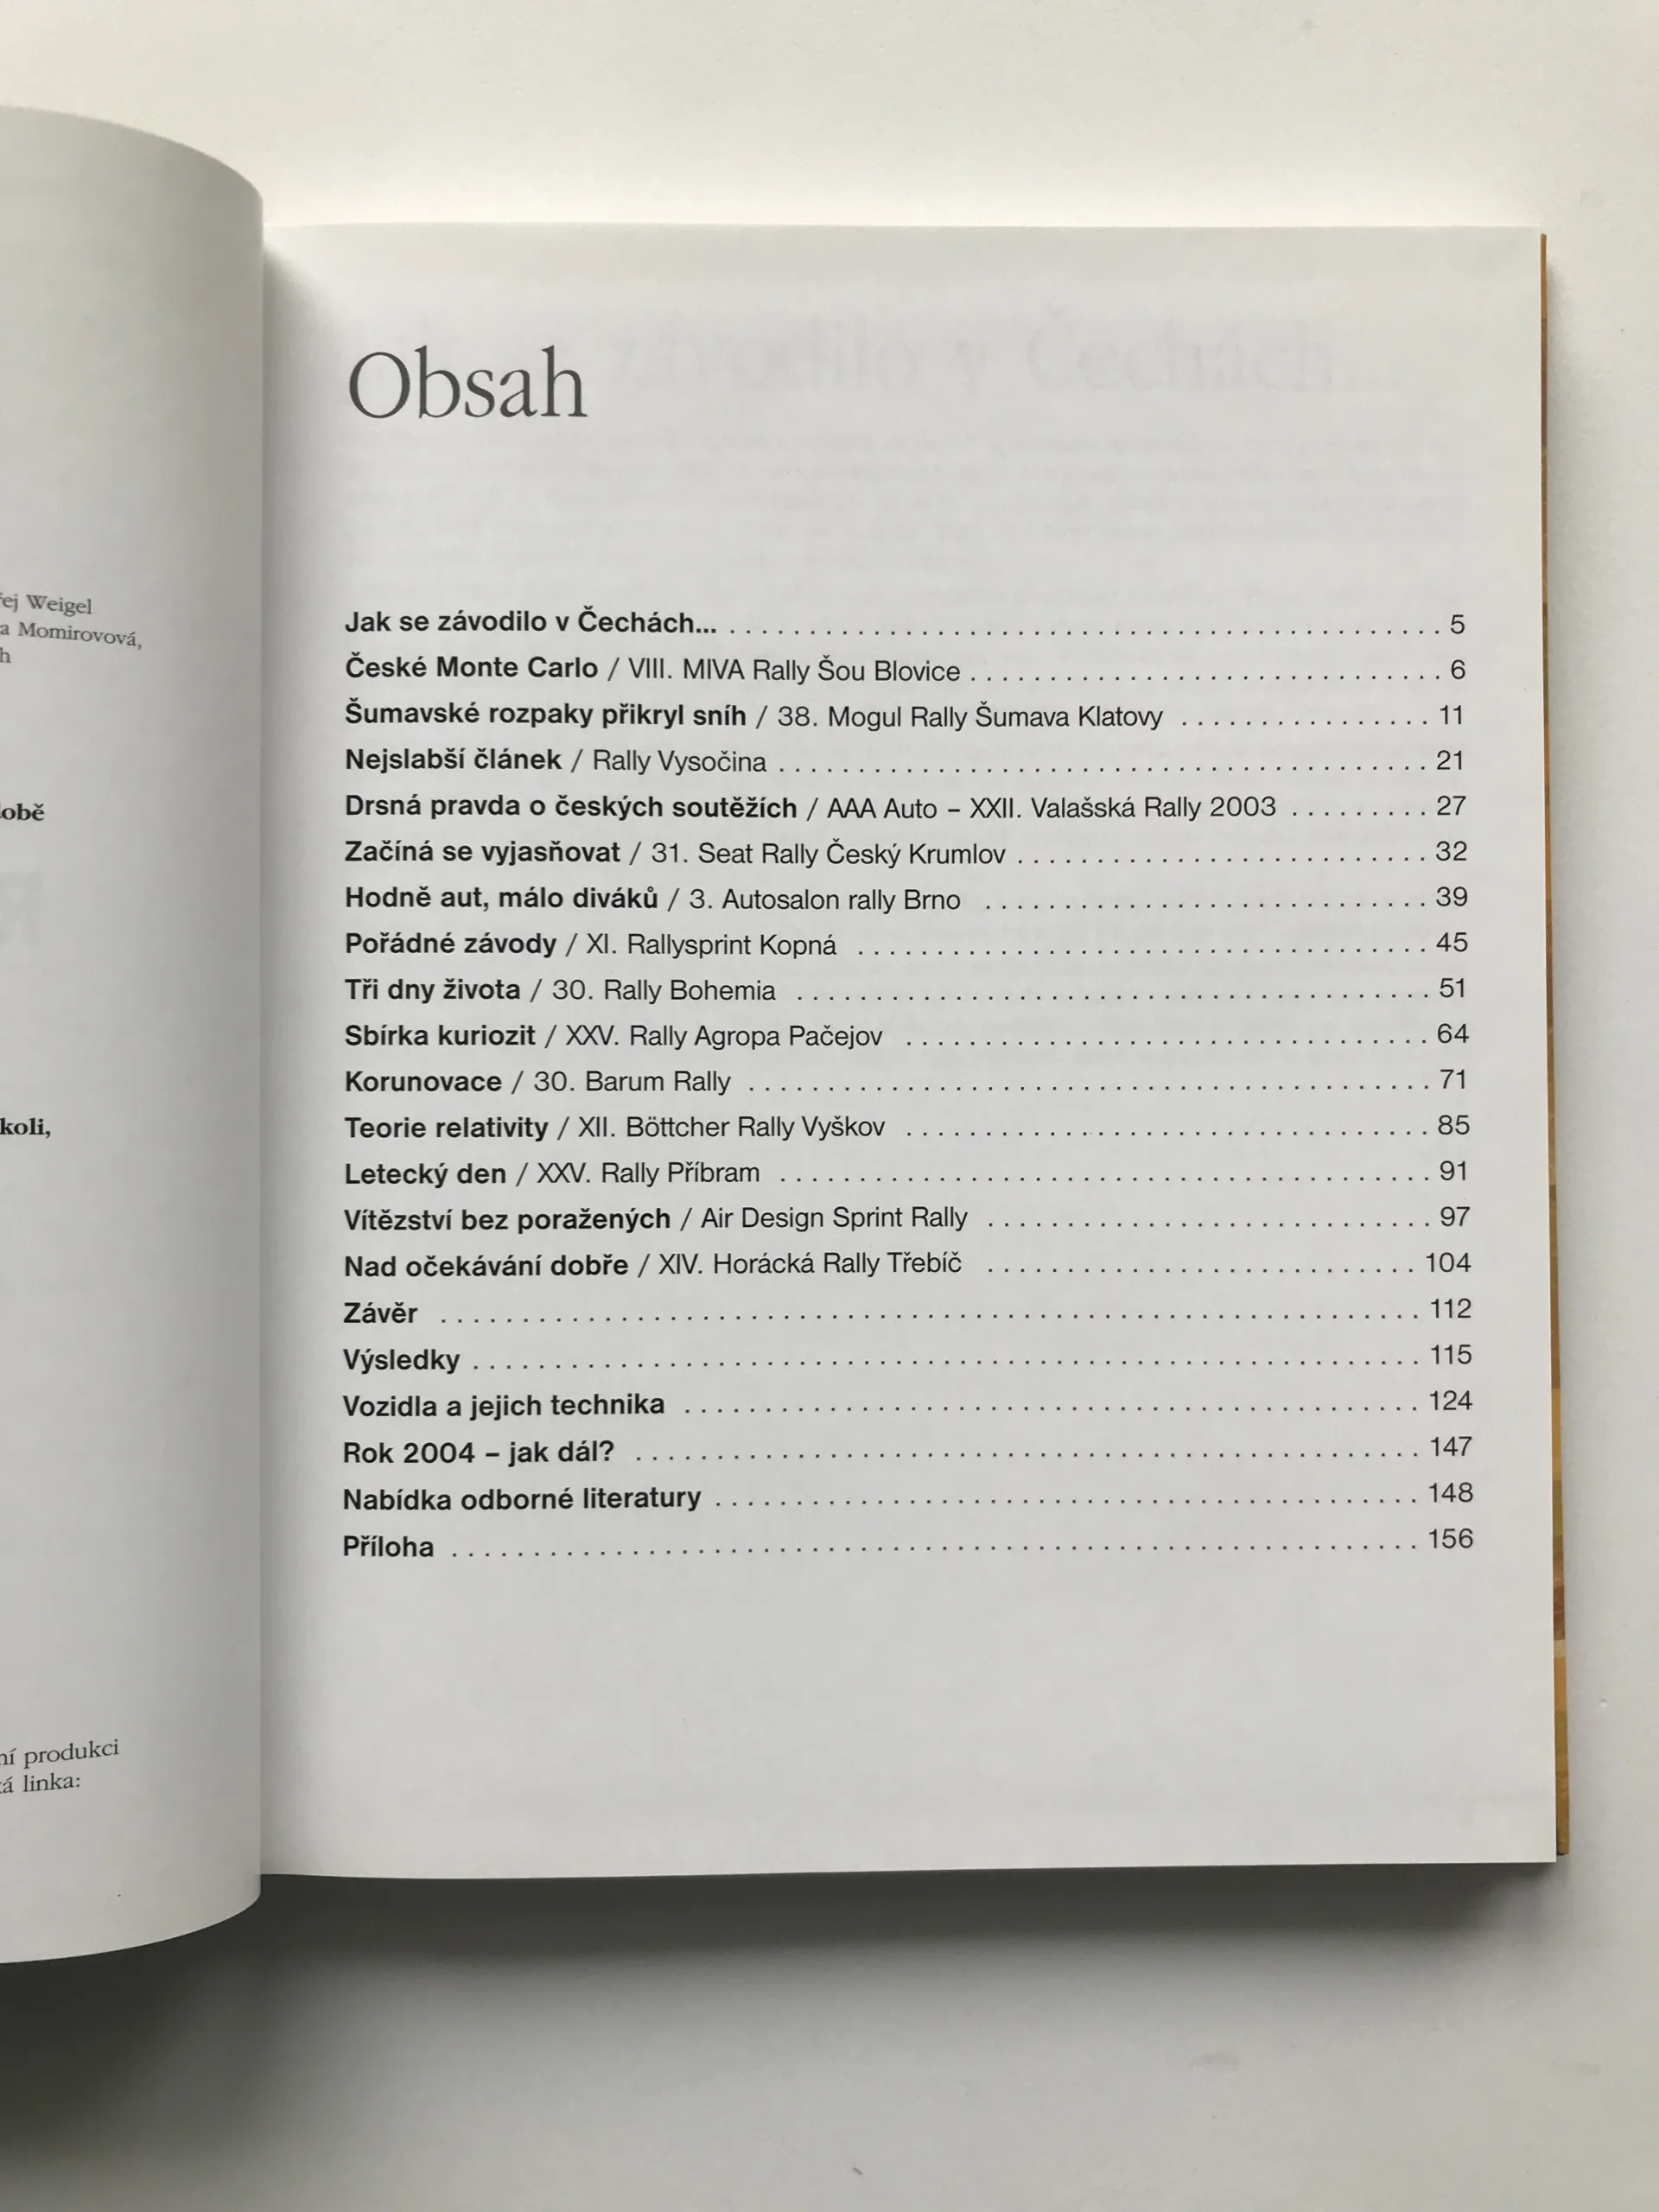 Weigel
Momirovová,
Obsah
Jak se závodilo v Čechách... 5
České Monte Carlo / VIII. MIVA Rally Šou Blovice 6
Šumavské rozpaky přikryl sníh / 38. Mogul Rally Šumava Klatovy 11
Nejslabší článek / Rally Vysočina 21
Drsná pravda o českých soutěžích / AAA Auto – XXII. Valašská Rally 2003 27
Začíná se vyjasňovat / 31. Seat Rally Český Krumlov 32
Hodně aut, málo diváků / 3. Autosalon rally Brno 39
Pořádné závody / XI. Rallysprint Kopná 45
Tři dny života / 30. Rally Bohemia 51
Sbírka kuriozit / XXV. Rally Agropa Pačejov 64
Korunovace / 30. Barum Rally 71
Teorie relativity / XII. Böttcher Rally Vyškov 85
Letecký den / XXV. Rally Příbram 91
Vítězství bez poražených / Air Design Sprint Rally 97
Nad očekávání dobře / XIV. Horácká Rally Třebíč 104
Závěr 112
Výsledky 115
Vozidla a jejich technika 124
Rok 2004 – jak dál? 147
Nabídka odborné literatury 148
Příloha 156
produkci
linka: